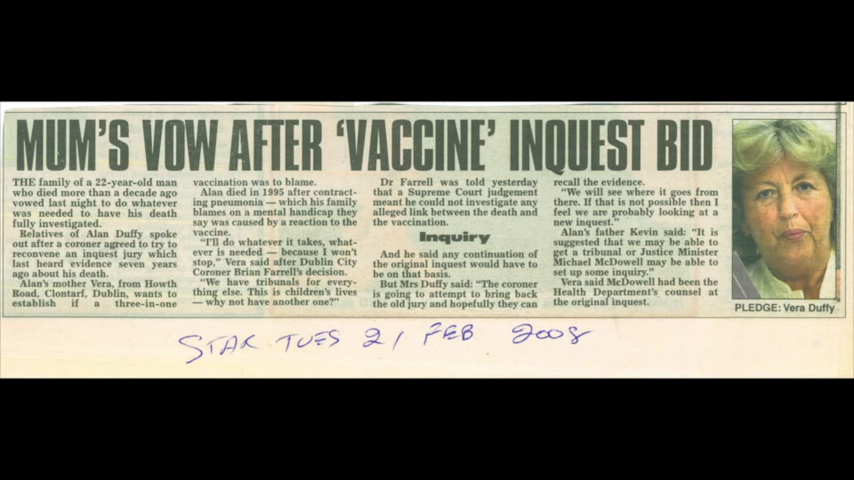 MUM'S VOW AFTER 'VACCINE' INQUEST BID
THE family of a 22-year-old man
who died more than a decade ago
vowed last night to do whatever
was needed to have his death
fully investigated.
Relatives of Alan Duffy spoke
out after a coroner agreed to try to
reconvene an inquest jury which
last heard evidence seven years
ago about his death.
Alan's mother Vera, from Howth
Road, Clontarf, Dublin, wants to
establish if a three-in-one
vaccination was to blame.
Alan died in 1995 after contract-
ing pneumonia — which his family
blames on a mental handicap they
say was caused by a reaction to the
vaccine.
"I'll do whatever it takes, what-
ever is needed — because I won't
stop," Vera said after Dublin City
Coroner Brian Farrell's decision.
"We have tribunals for every-
thing else. This is children's lives
— why not have another one?"
Dr Farrell was told yesterday
that a Supreme Court judgement
meant he could not investigate any
alleged link between the death and
the vaccination.
Inquiry
And he said any continuation of
the original inquest would have to
be on that basis.
But Mrs Duffy said: "The coroner
is going to attempt to bring back
the old jury and hopefully they can
recall the evidence.
"We will see where it goes from
there. If that is not possible then I
feel we are probably looking at a
new inquest."
Alan's father Kevin said: "It is
suggested that we may be able to
get a tribunal or Justice Minister
Michael McDowell may be able to
set up some inquiry."
Vera said McDowell had been the
Health Department's counsel at
the original inquest.
PLEDGE: Vera Duffy
STAR TUES 21 FEB 2008